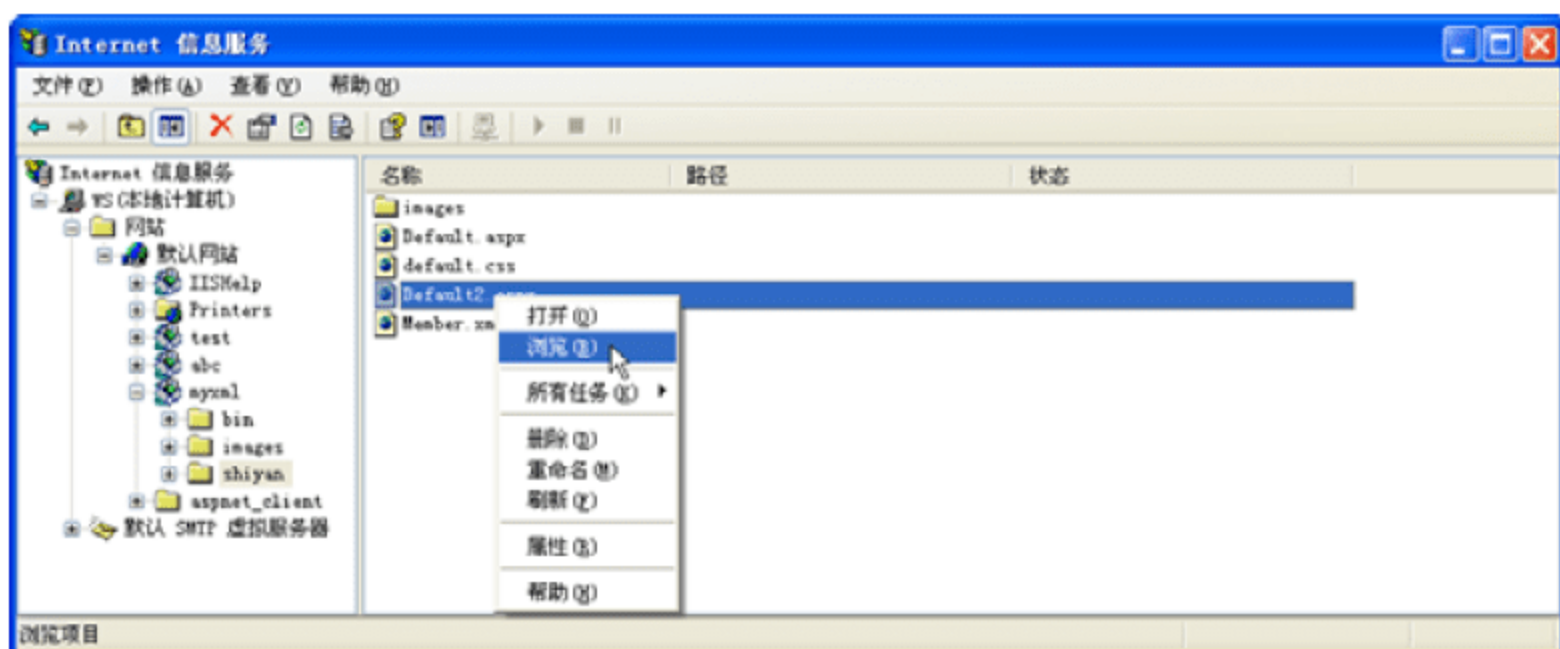 Internet 信息服务
文件(F) 操作(A) 查看(V) 帮助(H)
Internet 信息服务
WS(本地计算机)
网站
默认网站
IISHelp
Printers
test
abc
myxml
bin
images
shiyan
aspnet_client
默认 SMTP 虚拟服务器
名称 路径 状态
images
Default.aspx
default.css
Default2.aspx
Member.xm
打开(O)
浏览(B)
所有任务(K)
删除(D)
重命名(M)
刷新(F)
属性(R)
帮助(H)
浏览项目